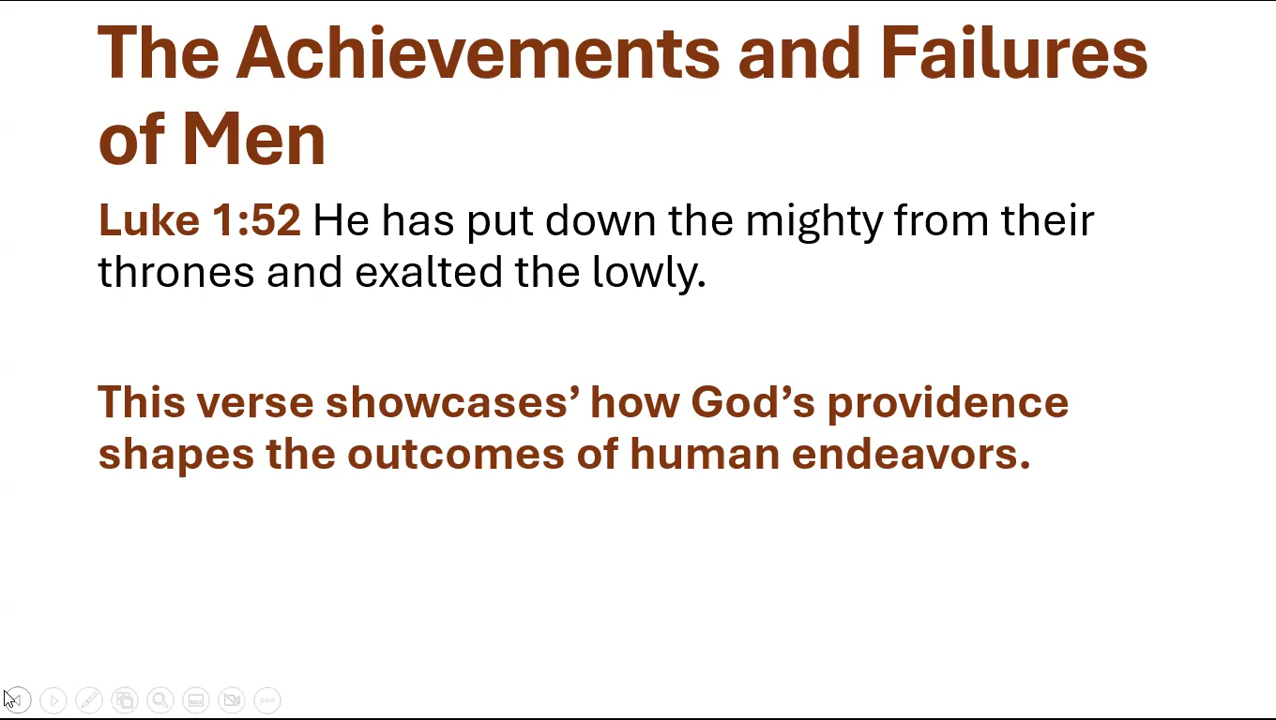 The Achievements and Failures
of Men
Luke 1:52 He has put down the mighty from their
thrones and exalted the lowly.
This verse showcases’ how God’s providence
shapes the outcomes of human endeavors.